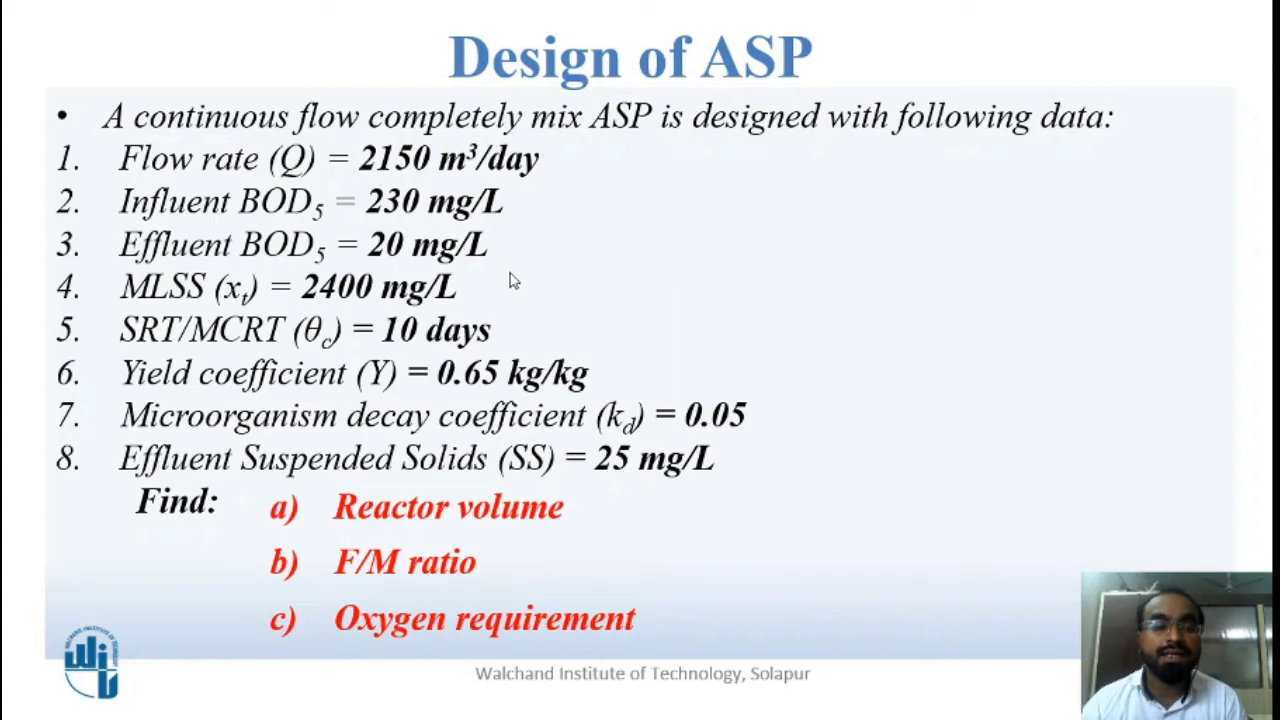 Design of ASP
• A continuous flow completely mix ASP is designed with following data:
1. Flow rate (Q) = 2150 m³/day
2. Influent BOD₅ = 230 mg/L
3. Effluent BOD₅ = 20 mg/L
4. MLSS (xₜ) = 2400 mg/L
5. SRT/MCRT (θc) = 10 days
6. Yield coefficient (Y) = 0.65 kg/kg
7. Microorganism decay coefficient (kd) = 0.05
8. Effluent Suspended Solids (SS) = 25 mg/L
Find:
a) Reactor volume
b) F/M ratio
c) Oxygen requirement
Walchand Institute of Technology, Solapur